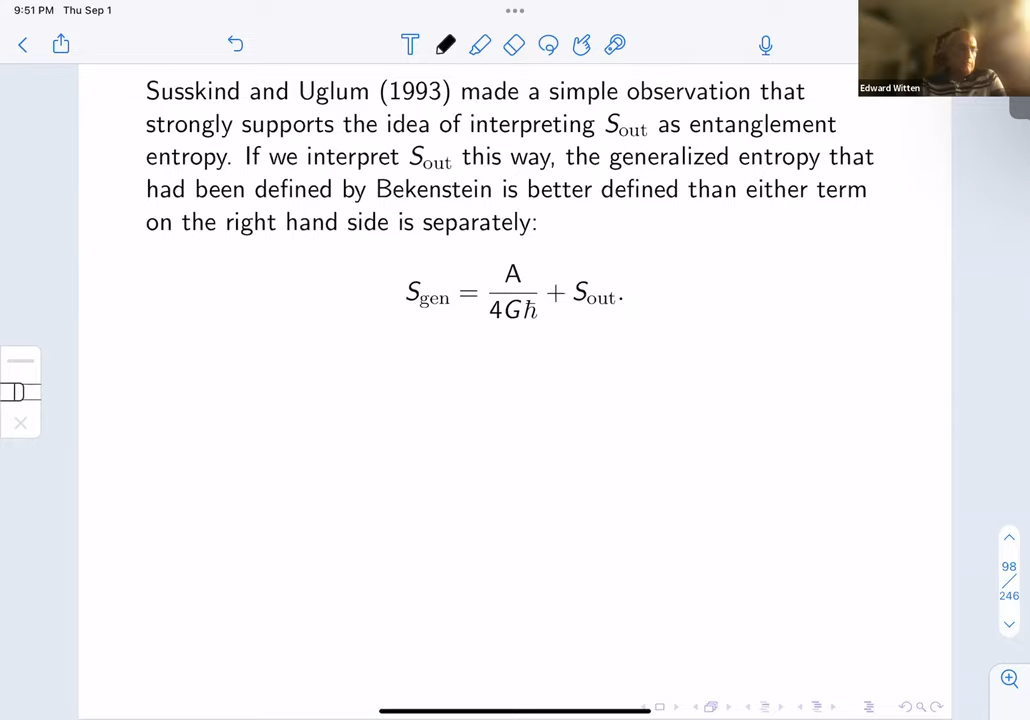 9:51 PM Thu Sep 1
Edward Witten
Susskind and Uglum (1993) made a simple observation that
strongly supports the idea of interpreting S_out as entanglement
entropy. If we interpret S_out this way, the generalized entropy that
had been defined by Bekenstein is better defined than either term
on the right hand side is separately:
S_gen = A / 4Għ + S_out.
98
/
246